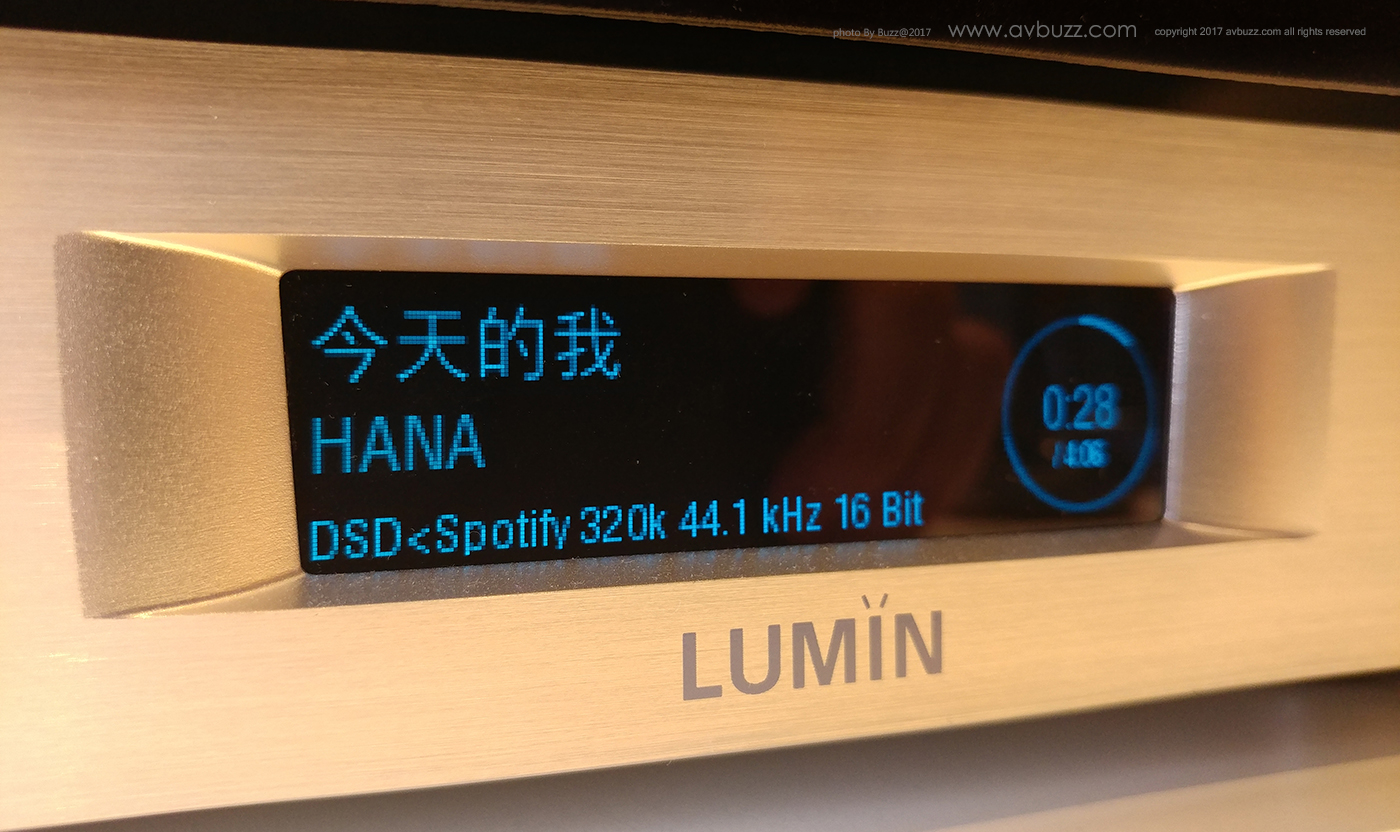 photo By Buzz@2017 www.avbuzz.com copyright 2017 avbuzz.com all rights reserved
今天的我
HANA
DSD<Spotify 320k 44.1 kHz 16 Bit
0:28
/4:06
LUMÏN